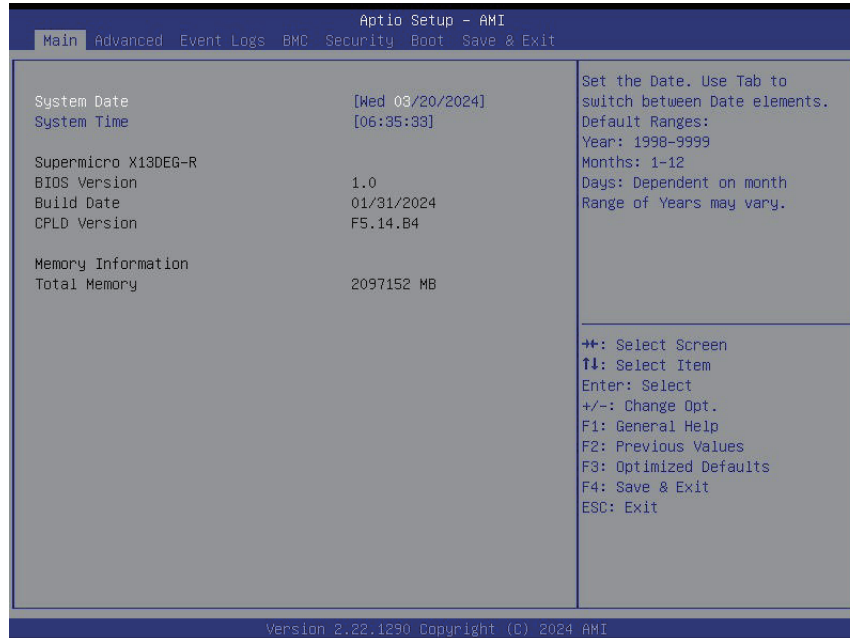 Aptio Setup - AMI
Main Advanced Event Logs BMC Security Boot Save & Exit
System Date [Wed 03/20/2024]
System Time [06:35:33]
Supermicro X13DEG-R
BIOS Version 1.0
Build Date 01/31/2024
CPLD Version F5.14.B4
Memory Information
Total Memory 2097152 MB
Set the Date. Use Tab to
switch between Date elements.
Default Ranges:
Year: 1998-9999
Months: 1-12
Days: Dependent on month
Range of Years may vary.
→←: Select Screen
↑↓: Select Item
Enter: Select
+/-: Change Opt.
F1: General Help
F2: Previous Values
F3: Optimized Defaults
F4: Save & Exit
ESC: Exit
Version 2.22.1290 Copyright (C) 2024 AMI